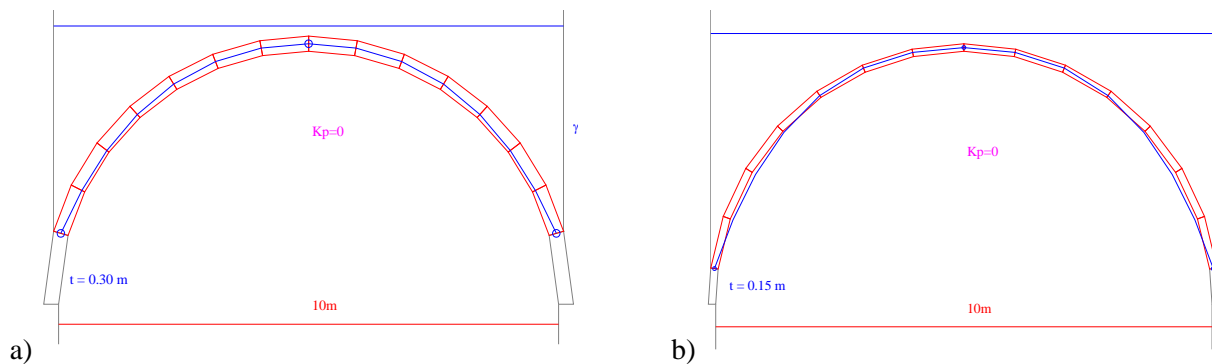 Kp=0
γ
t = 0.30 m
10m
a)
Kp=0
t = 0.15 m
10m
b)